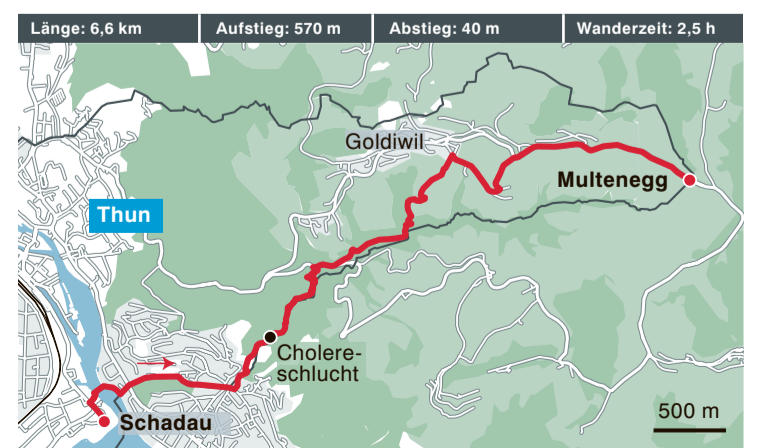 Länge: 6,6 km
Aufstieg: 570 m
Abstieg: 40 m
Wanderzeit: 2,5 h
Goldiwil
Multenegg
Thun
Cholere-
schlucht
Schadau
500 m